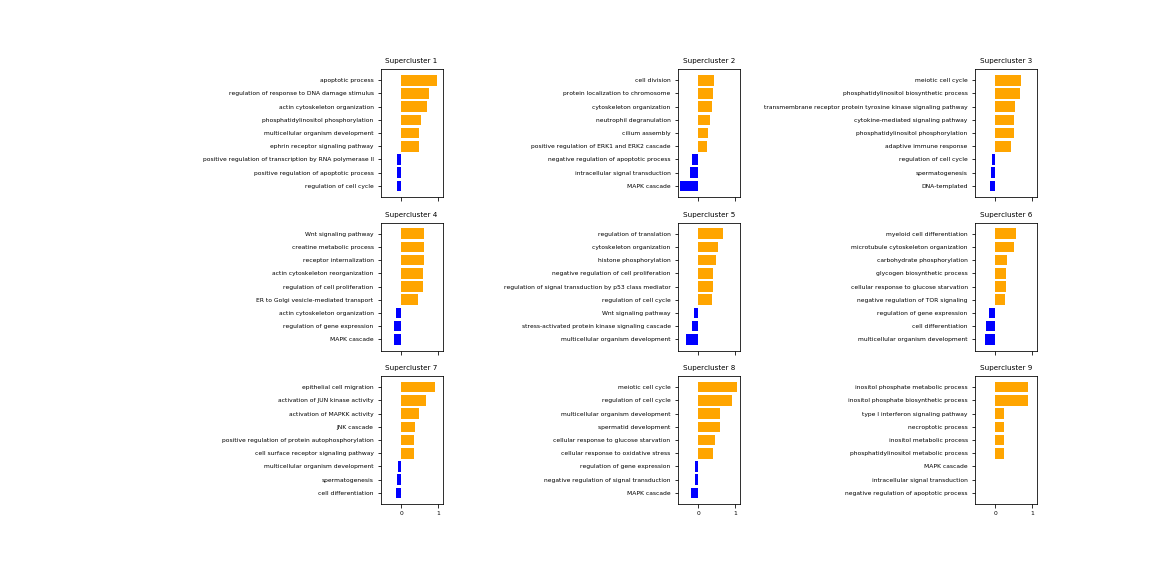 Supercluster 1
apoptotic process
regulation of response to DNA damage stimulus
actin cytoskeleton organization
phosphatidylinositol phosphorylation
multicellular organism development
ephrin receptor signaling pathway
positive regulation of transcription by RNA polymerase II
positive regulation of apoptotic process
regulation of cell cycle
Supercluster 2
cell division
protein localization to chromosome
cytoskeleton organization
neutrophil degranulation
cilium assembly
positive regulation of ERK1 and ERK2 cascade
negative regulation of apoptotic process
intracellular signal transduction
MAPK cascade
Supercluster 3
meiotic cell cycle
phosphatidylinositol biosynthetic process
transmembrane receptor protein tyrosine kinase signaling pathway
cytokine-mediated signaling pathway
phosphatidylinositol phosphorylation
adaptive immune response
regulation of cell cycle
spermatogenesis
DNA-templated
Supercluster 4
Wnt signaling pathway
creatine metabolic process
receptor internalization
actin cytoskeleton reorganization
regulation of cell proliferation
ER to Golgi vesicle-mediated transport
actin cytoskeleton organization
regulation of gene expression
MAPK cascade
Supercluster 5
regulation of translation
cytoskeleton organization
histone phosphorylation
negative regulation of cell proliferation
regulation of signal transduction by p53 class mediator
regulation of cell cycle
Wnt signaling pathway
stress-activated protein kinase signaling cascade
multicellular organism development
Supercluster 6
myeloid cell differentiation
microtubule cytoskeleton organization
carbohydrate phosphorylation
glycogen biosynthetic process
cellular response to glucose starvation
negative regulation of TOR signaling
regulation of gene expression
cell differentiation
multicellular organism development
Supercluster 7
epithelial cell migration
activation of JUN kinase activity
activation of MAPKK activity
JNK cascade
positive regulation of protein autophosphorylation
cell surface receptor signaling pathway
multicellular organism development
spermatogenesis
cell differentiation
0 1
Supercluster 8
meiotic cell cycle
regulation of cell cycle
multicellular organism development
spermatid development
cellular response to glucose starvation
cellular response to oxidative stress
regulation of gene expression
negative regulation of signal transduction
MAPK cascade
0 1
Supercluster 9
inositol phosphate metabolic process
inositol phosphate biosynthetic process
type I interferon signaling pathway
necroptotic process
inositol metabolic process
phosphatidylinositol metabolic process
MAPK cascade
intracellular signal transduction
negative regulation of apoptotic process
0 1